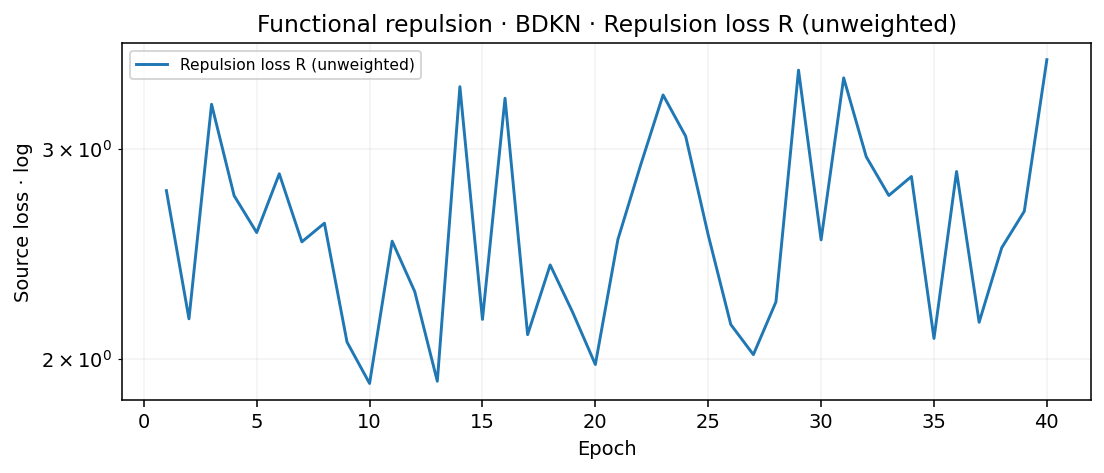 Functional repulsion · BDKN · Repulsion loss R (unweighted)
Repulsion loss R (unweighted)
Source loss · log
3 × 10⁰
2 × 10⁰
0 5 10 15 20 25 30 35 40
Epoch